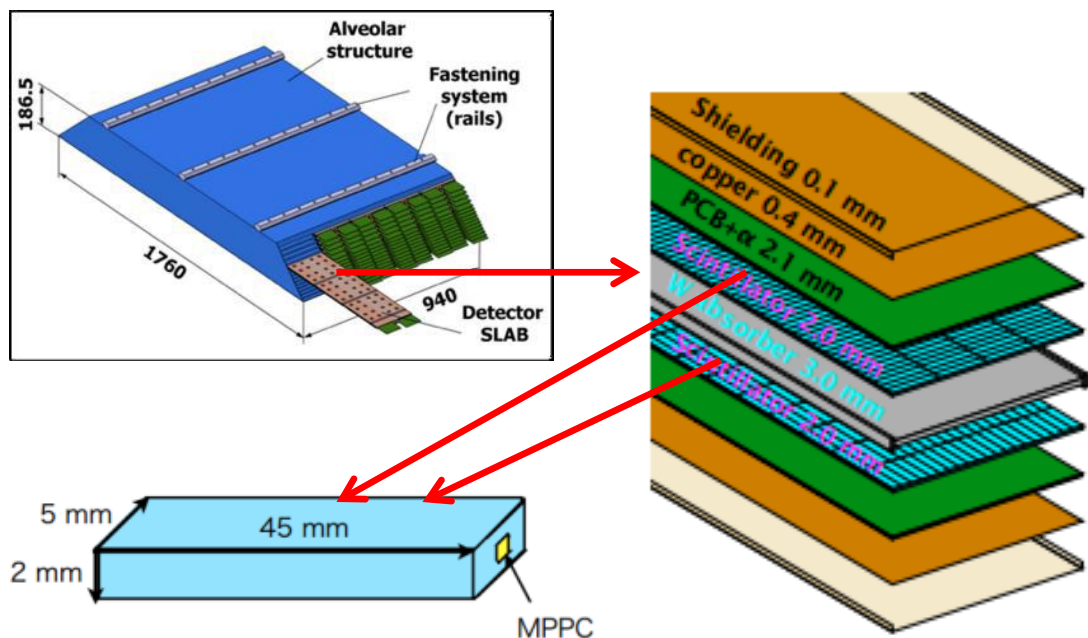 Alveolar
structure
Fastening
system
(rails)
186.5
1760
940
Detector
SLAB
Shielding 0.1 mm
copper 0.4 mm
PCB+α 2.1 mm
Scintillator 2.0 mm
W absorber 3.0 mm
Scintillator 2.0 mm
5 mm
45 mm
2 mm
MPPC